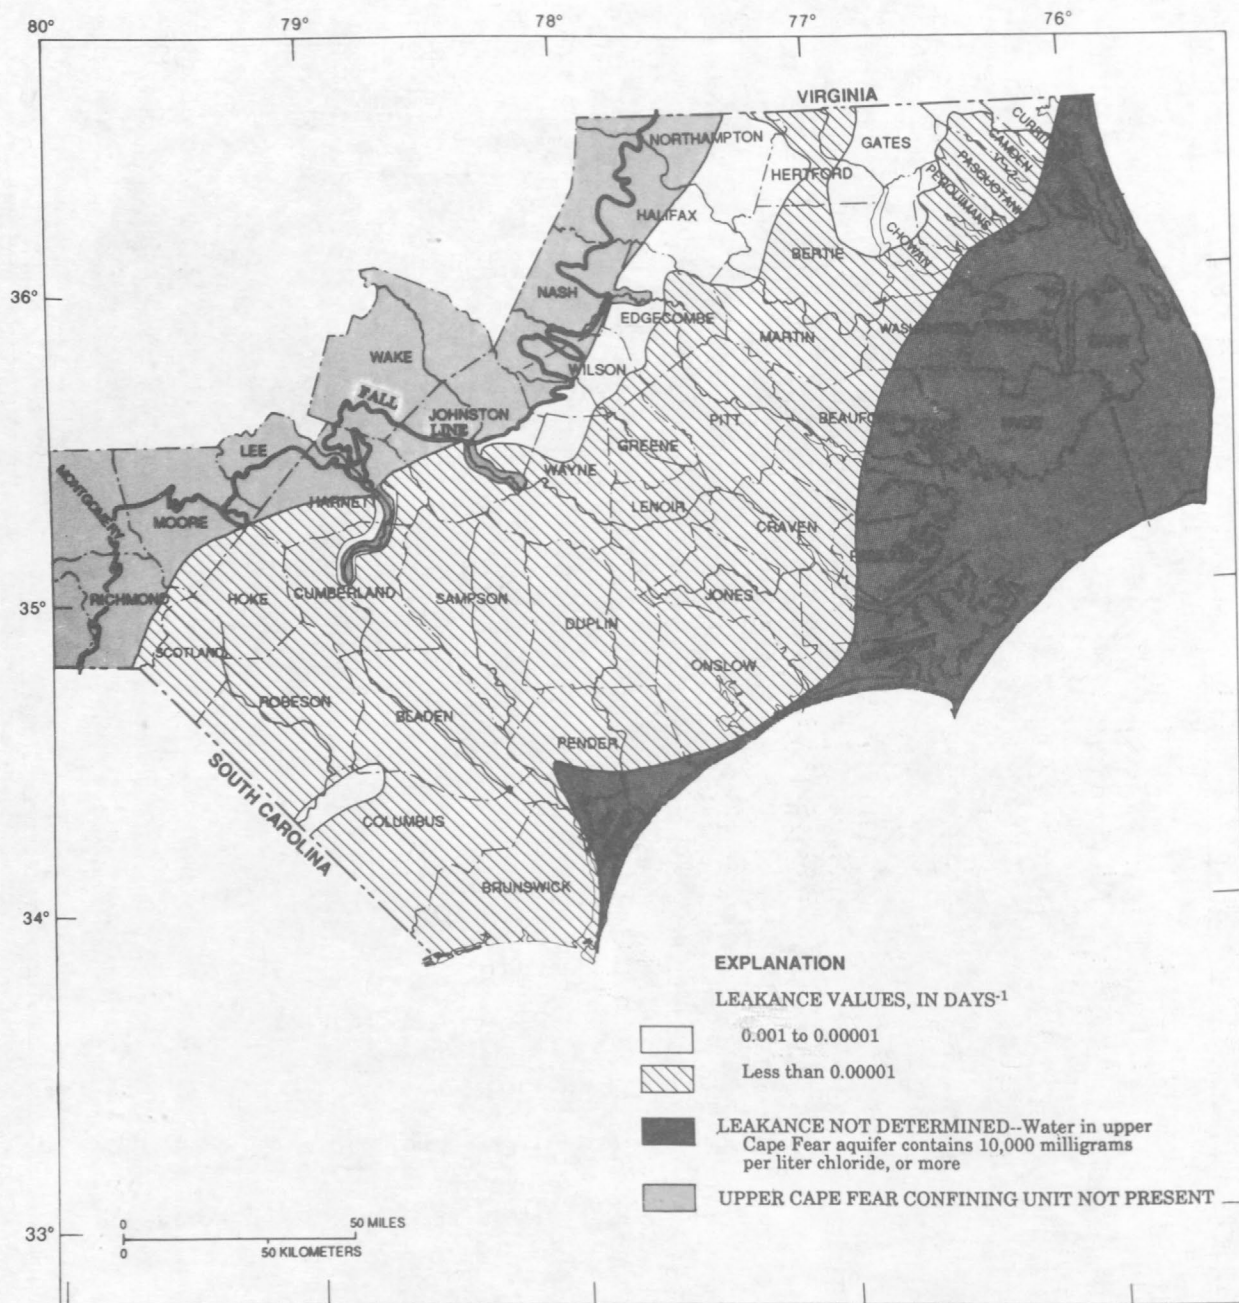 80°
79°
78°
77°
76°
VIRGINIA
NORTHAMPTON
GATES
CAMDEN
HERTFORD
PASQUOTANK
PERQUIMANS
HALIFAX
CHOWAN
BERTIE
36°
NASH
EDGECOMBE
MARTIN
WAKE
WILSON
FALL
JOHNSTON
LINE
PITT
LEE
GREENE
WAYNE
MONTGOMERY
HARNETT
LENOIR
MOORE
CRAVEN
35°
RICHMOND
HOKE
CUMBERLAND
SAMPSON
JONES
DUPLIN
SCOTLAND
ONSLOW
ROBESON
BLADEN
PENDER
SOUTH CAROLINA
COLUMBUS
BRUNSWICK
34°
EXPLANATION
LEAKANCE VALUES, IN DAYS⁻¹
0.001 to 0.00001
Less than 0.00001
LEAKANCE NOT DETERMINED--Water in upper
Cape Fear aquifer contains 10,000 milligrams
per liter chloride, or more
UPPER CAPE FEAR CONFINING UNIT NOT PRESENT
33°
0 50 MILES
0 50 KILOMETERS